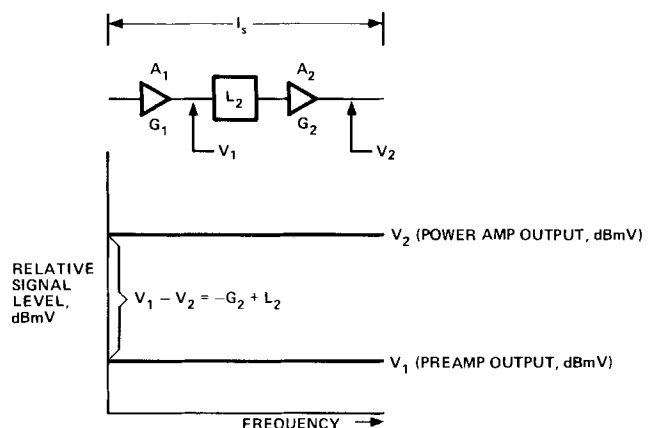 l_s
A_1 A_2
L_2
G_1 G_2
V_1 V_2
V_2 (POWER AMP OUTPUT, dBmV)
RELATIVE
SIGNAL
LEVEL,
dBmV
V_1 − V_2 = −G_2 + L_2
V_1 (PREAMP OUTPUT, dBmV)
FREQUENCY